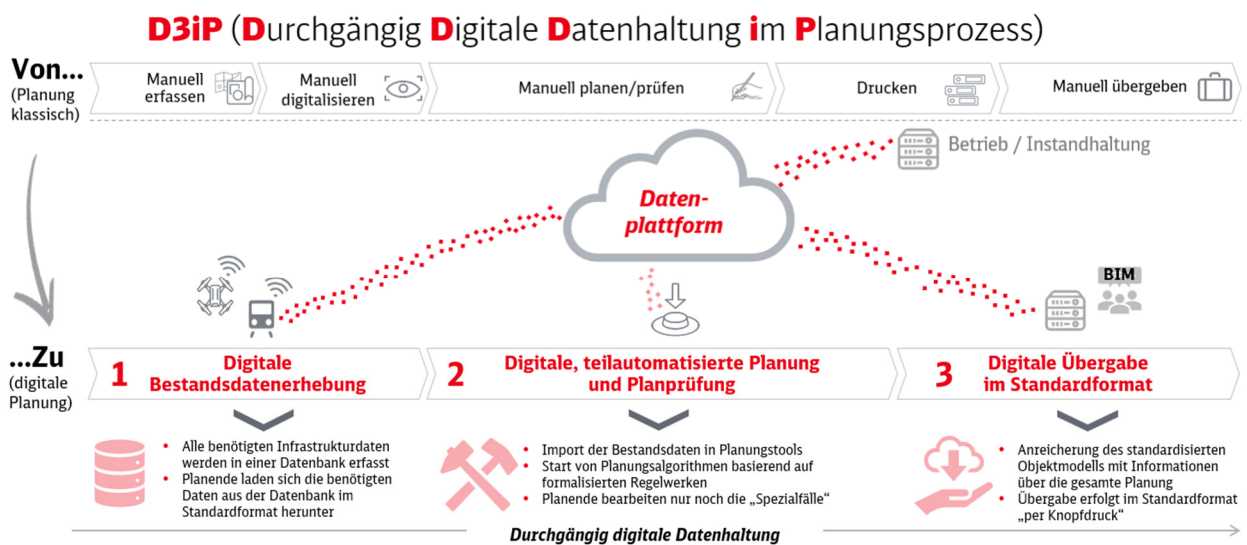 D3iP (Durchgängig Digitale Datenhaltung im Planungsprozess)
Von...
(Planung
klassisch)
Manuell
erfassen
Manuell
digitalisieren
Manuell planen/prüfen
Drucken
Manuell übergeben
Betrieb / Instandhaltung
Daten-
plattform
BIM
...Zu
(digitale
Planung)
1
Digitale
Bestandsdatenerhebung
2
Digitale, teilautomatisierte Planung
und Planprüfung
3
Digitale Übergabe
im Standardformat
• Alle benötigten Infrastrukturdaten
werden in einer Datenbank erfasst
• Planende laden sich die benötigten
Daten aus der Datenbank im
Standardformat herunter
• Import der Bestandsdaten in Planungstools
• Start von Planungsalgorithmen basierend auf
formalisierten Regelwerken
• Planende bearbeiten nur noch die „Spezialfälle“
• Anreicherung des standardisierten
Objektmodells mit Informationen
über die gesamte Planung
• Übergabe erfolgt im Standardformat
„per Knopfdruck“
Durchgängig digitale Datenhaltung